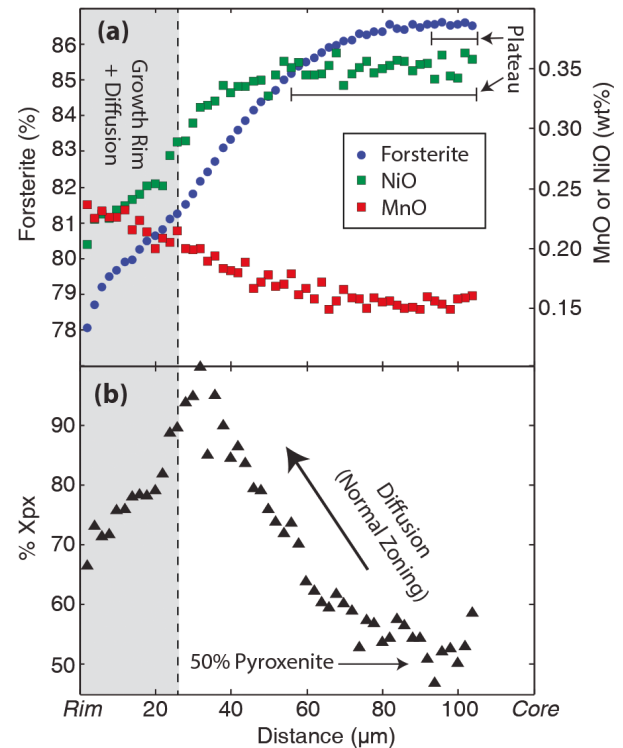 (a)
Growth Rim
+ Diffusion
Plateau
Forsterite
NiO
MnO
86
85
84
83
82
81
80
79
78
Forsterite (%)
0.35
0.30
0.25
0.20
0.15
MnO or NiO (wt%)
(b)
Diffusion
(Normal Zoning)
50% Pyroxenite
90
80
70
60
50
% Xpx
Rim
20
40
60
80
100
Core
Distance (µm)